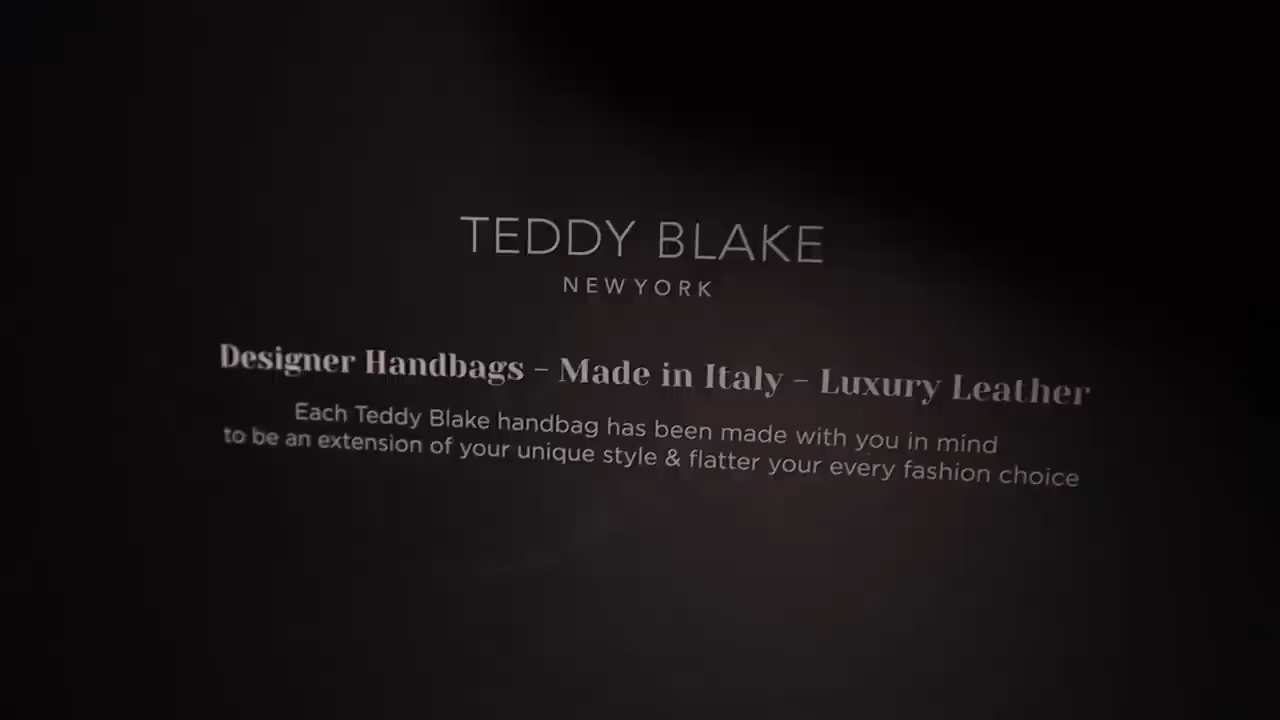 TEDDY BLAKE
NEWYORK
Designer Handbags - Made in Italy - Luxury Leather
Each Teddy Blake handbag has been made with you in mind
to be an extension of your unique style & flatter your every fashion choice